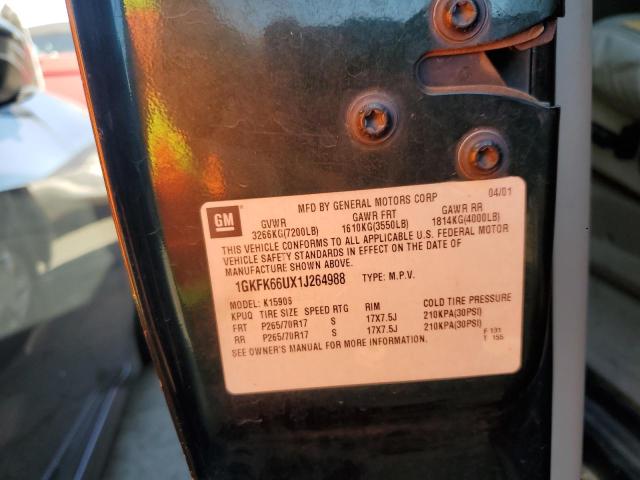 MFD BY GENERAL MOTORS CORP 04/01
GM
GVWR GAWR FRT GAWR RR
3266KG(7200LB) 1610KG(3550LB) 1814KG(4000LB)
THIS VEHICLE CONFORMS TO ALL APPLICABLE U.S. FEDERAL MOTOR
VEHICLE SAFETY STANDARDS IN EFFECT ON THE DATE OF
MANUFACTURE SHOWN ABOVE.
1GKFK66UX1J264988 TYPE: M.P.V.
MODEL: K15906
KPUQ TIRE SIZE SPEED RTG RIM COLD TIRE PRESSURE
FRT P265/70R17 S 17X7.5J 210KPA(30PSI)
RR P265/70R17 S 17X7.5J 210KPA(30PSI)
SEE OWNER'S MANUAL FOR MORE INFORMATION.
F 131
T 155